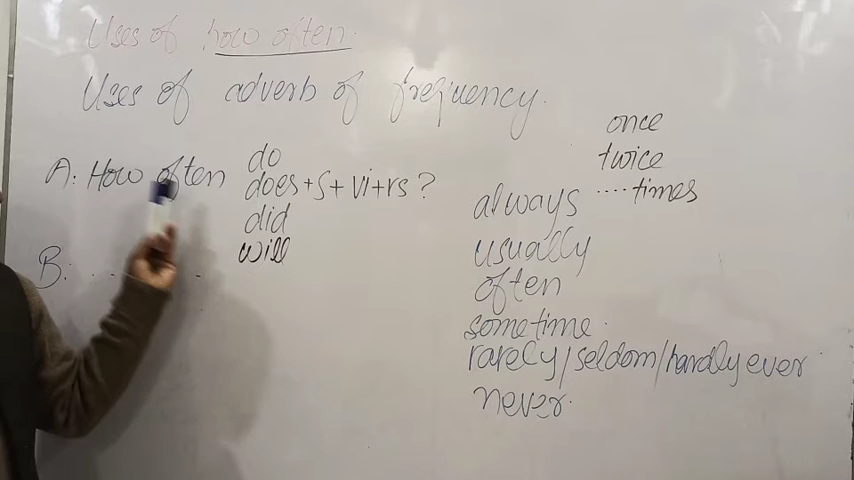 Uses of how often.
Uses of adverb of frequency.
A: How often do
does+S+Vi+rs?
did
will
B: .. - .. -
once
twice
....times
always
usually
often
sometime.
rarely/seldom/hardly ever
never.